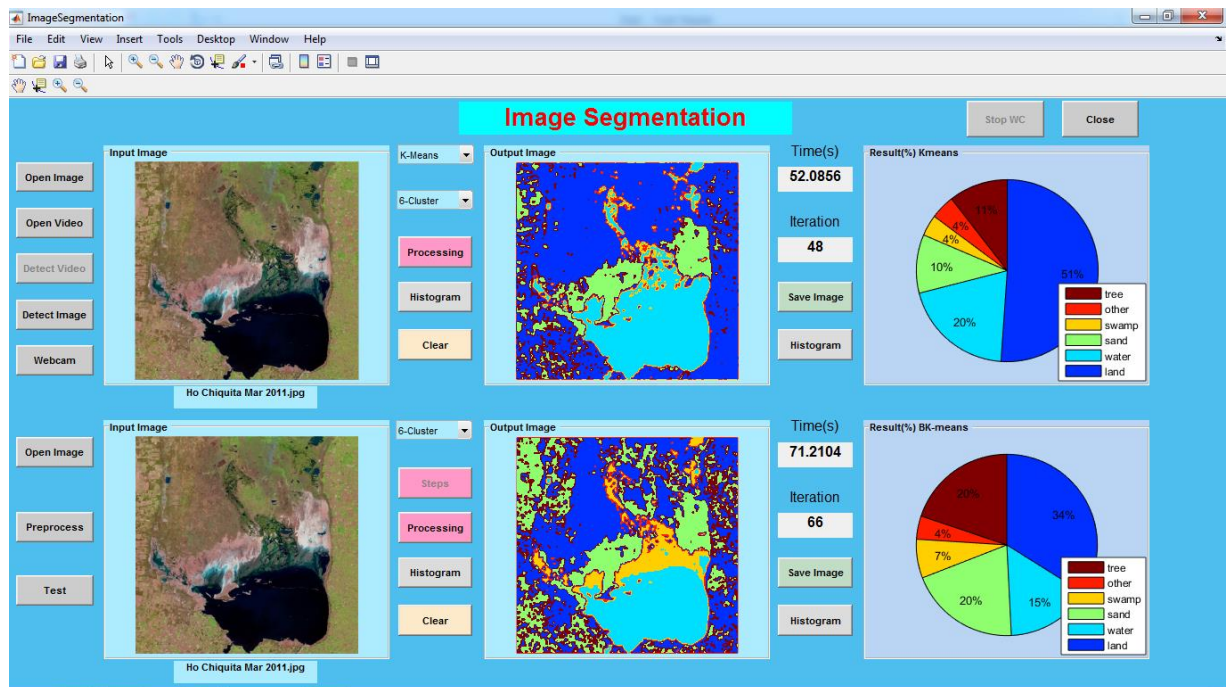 ImageSegmentation
File Edit View Insert Tools Desktop Window Help
Image Segmentation
Stop WC
Close
Open Image
Open Video
Detect Video
Detect Image
Webcam
Input Image
Ho Chiquita Mar 2011.jpg
K-Means
6-Cluster
Processing
Histogram
Clear
Output Image
Time(s)
52.0856
Iteration
48
Save Image
Histogram
Result(%) Kmeans
11%
4%
4%
10%
20%
51%
tree
other
swamp
sand
water
land
Open Image
Preprocess
Test
Input Image
Ho Chiquita Mar 2011.jpg
6-Cluster
Steps
Processing
Histogram
Clear
Output Image
Time(s)
71.2104
Iteration
66
Save Image
Histogram
Result(%) BK-means
20%
4%
7%
20%
15%
34%
tree
other
swamp
sand
water
land